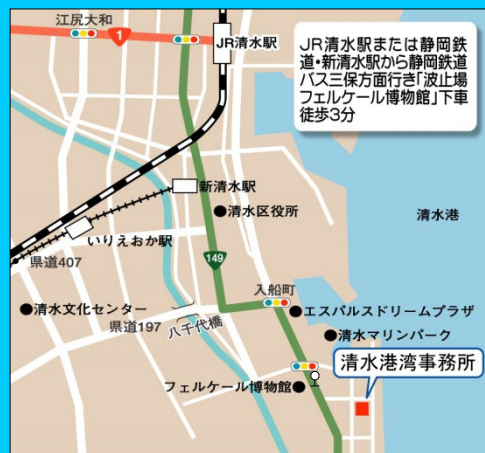 江尻大和
1
JR清水駅
JR清水駅または静岡鉄
道・新清水駅から静岡鉄道
バス三保方面行き「波止場
フェルケール博物館」下車
徒歩3分
新清水駅
清水区役所
清水港
いりえおか駅
県道407
149
入船町
清水文化センター
エスパルスドリームプラザ
県道197
八千代橋
清水マリンパーク
清水港湾事務所
フェルケール博物館